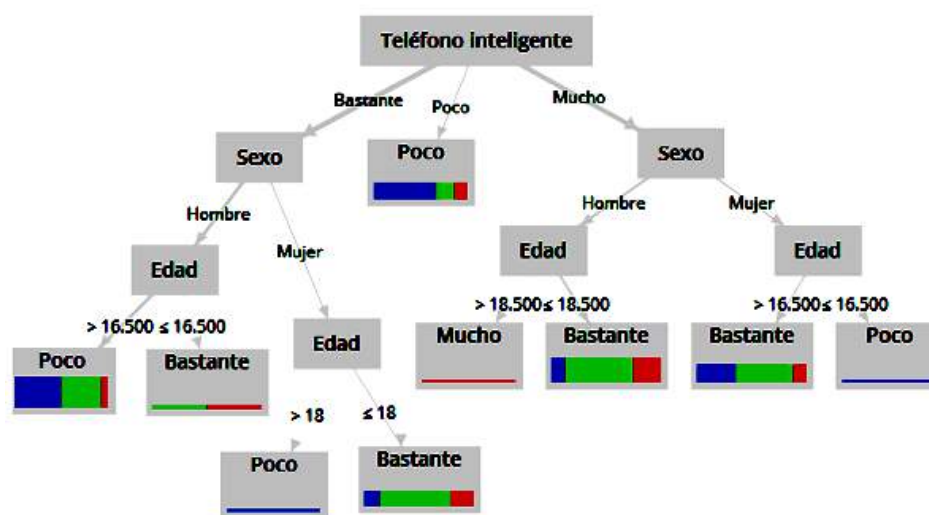 Teléfono inteligente
Bastante
Poco
Mucho
Sexo
Poco
Sexo
Hombre
Mujer
Hombre
Mujer
Edad
Edad
Edad
> 16.500 ≤ 16.500
Edad
> 18.500 ≤ 18.500
> 16.500 ≤ 16.500
Poco
Bastante
Mucho
Bastante
Bastante
Poco
> 18
≤ 18
Poco
Bastante